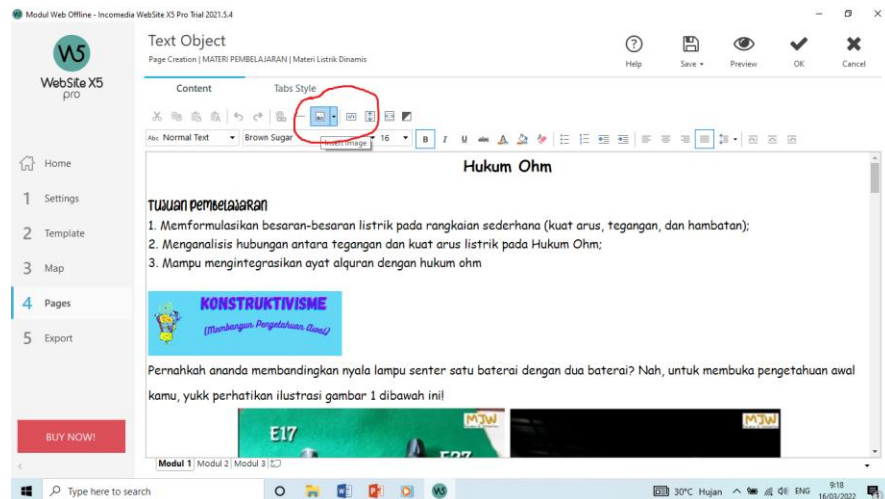 Modul Web Offline - Incomedia WebSite X5 Pro Trial 2021.5.4
W5
WebSite X5
pro
Text Object
Page Creation | MATERI PEMBELAJARAN | Materi Listrik Dinamis
Help Save Preview OK Cancel
Content Tabs Style
Abc Normal Text Brown Sugar 16 B I U abc A
Insert Image
Home
1 Settings
2 Template
3 Map
4 Pages
5 Export
BUY NOW!
Hukum Ohm
Tujuan Pembelajaran
1. Memformulasikan besaran-besaran listrik pada rangkaian sederhana (kuat arus, tegangan, dan hambatan);
2. Menganalisis hubungan antara tegangan dan kuat arus listrik pada Hukum Ohm;
3. Mampu mengintegrasikan ayat alquran dengan hukum ohm
KONSTRUKTIVISME
(Membangun Pengetahuan Awal)
Pernahkah ananda membandingkan nyala lampu senter satu baterai dengan dua baterai? Nah, untuk membuka pengetahuan awal
kamu, yukk perhatikan ilustrasi gambar 1 dibawah ini!
MJW MJW
E17
E27
Modul 1 Modul 2 Modul 3
Type here to search
30°C Hujan ENG 9:18
16/03/2022